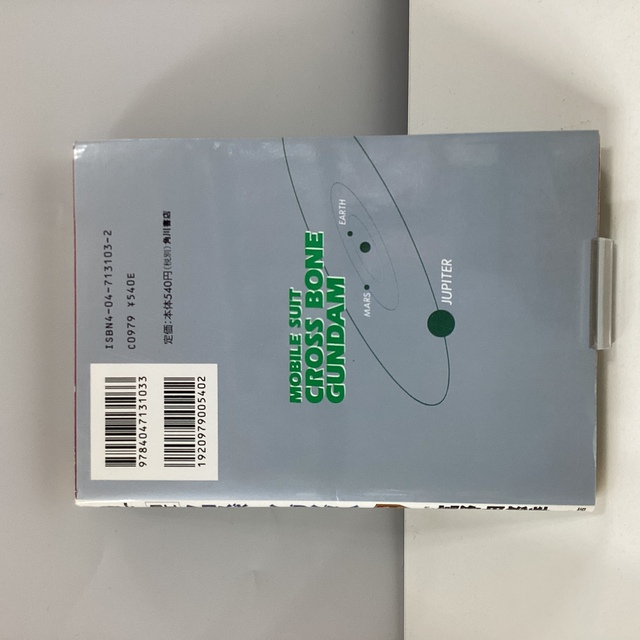 MOBILE SUIT
CROSS BONE
GUNDAM
EARTH
MARS
JUPITER
ISBN4-04-713103-2
C0979 ¥540E
定価:本体540円(税別)角川書店
9784047131033
1920979005402